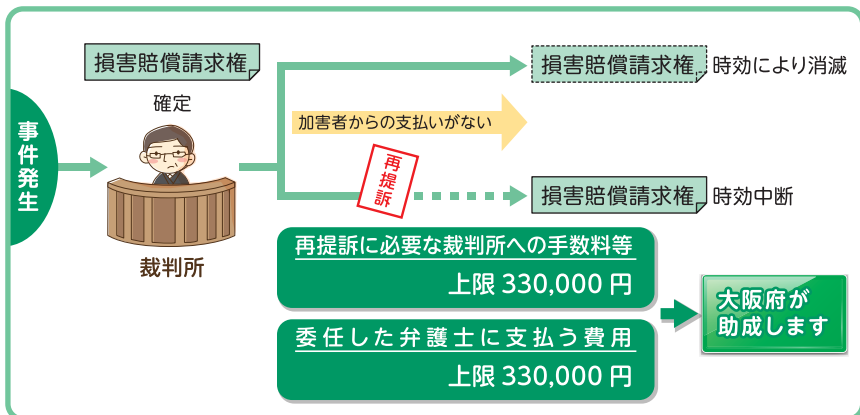 事件発生
損害賠償請求権
確定
裁判所
加害者からの支払いがない
再提訴
損害賠償請求権 時効により消滅
損害賠償請求権 時効中断
再提訴に必要な裁判所への手数料等
上限 330,000 円
委任した弁護士に支払う費用
上限 330,000 円
大阪府が
助成します